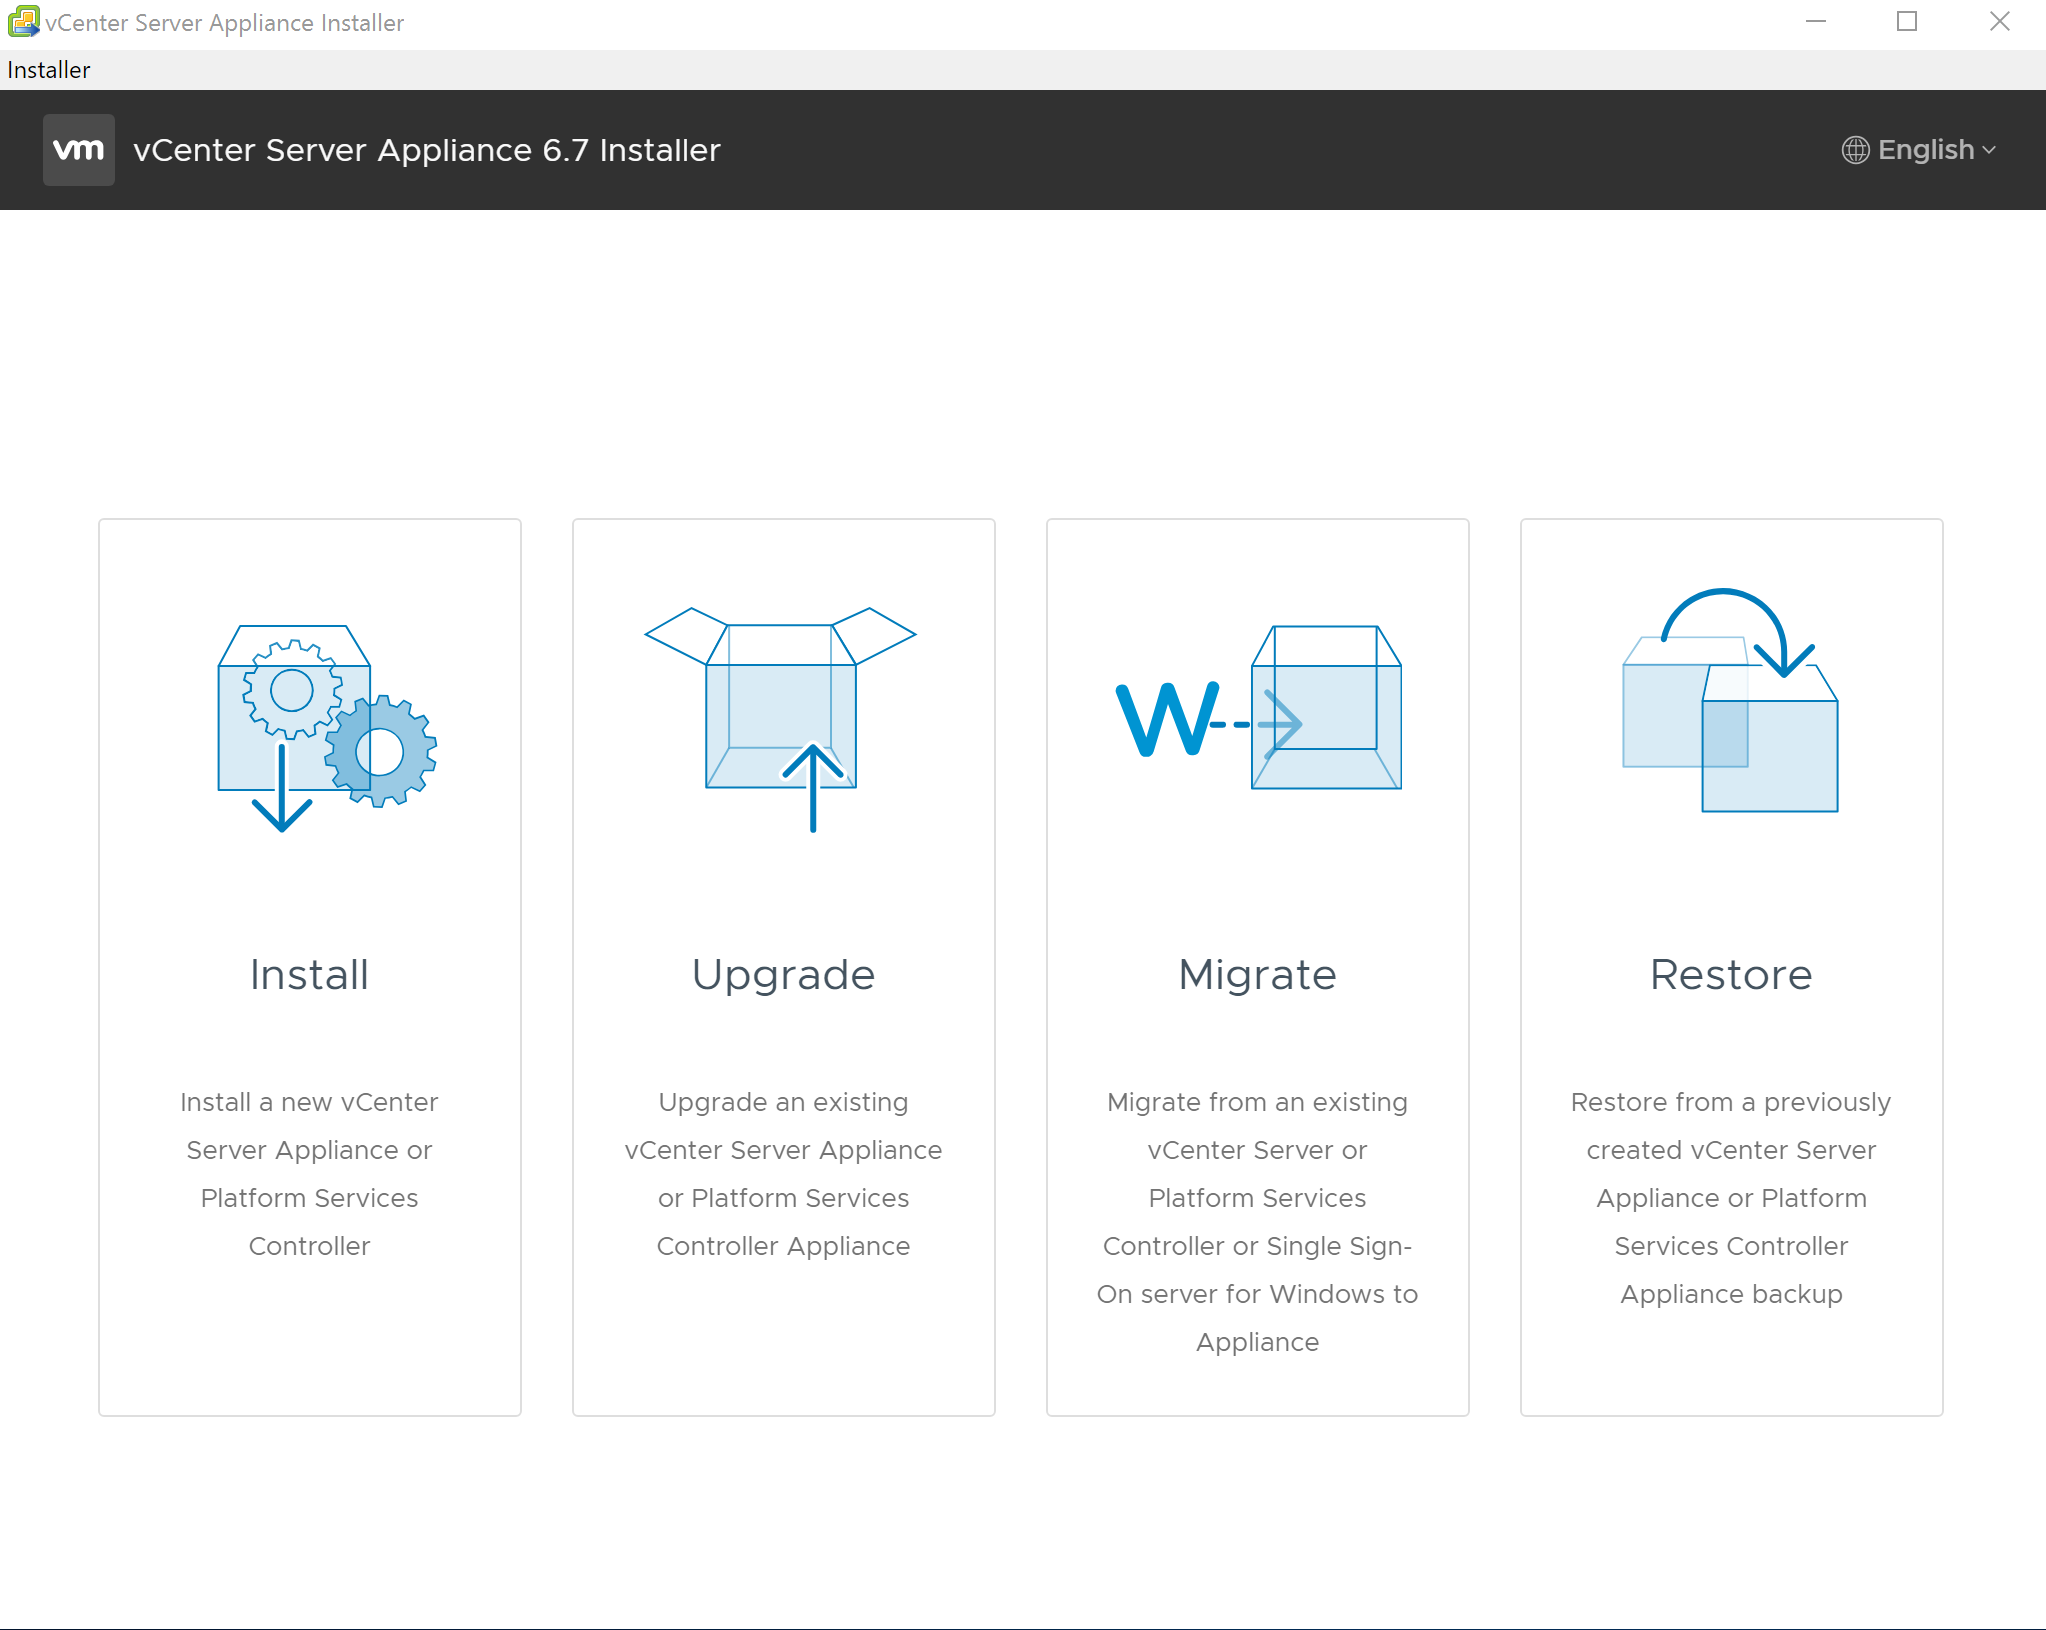 vCenter Server Appliance Installer
Installer
vm
vCenter Server Appliance 6.7 Installer
English
W
Install
Install a new vCenter
Server Appliance or
Platform Services
Controller
Upgrade
Upgrade an existing
vCenter Server Appliance
or Platform Services
Controller Appliance
Migrate
Migrate from an existing
vCenter Server or
Platform Services
Controller or Single Sign-
On server for Windows to
Appliance
Restore
Restore from a previously
created vCenter Server
Appliance or Platform
Services Controller
Appliance backup